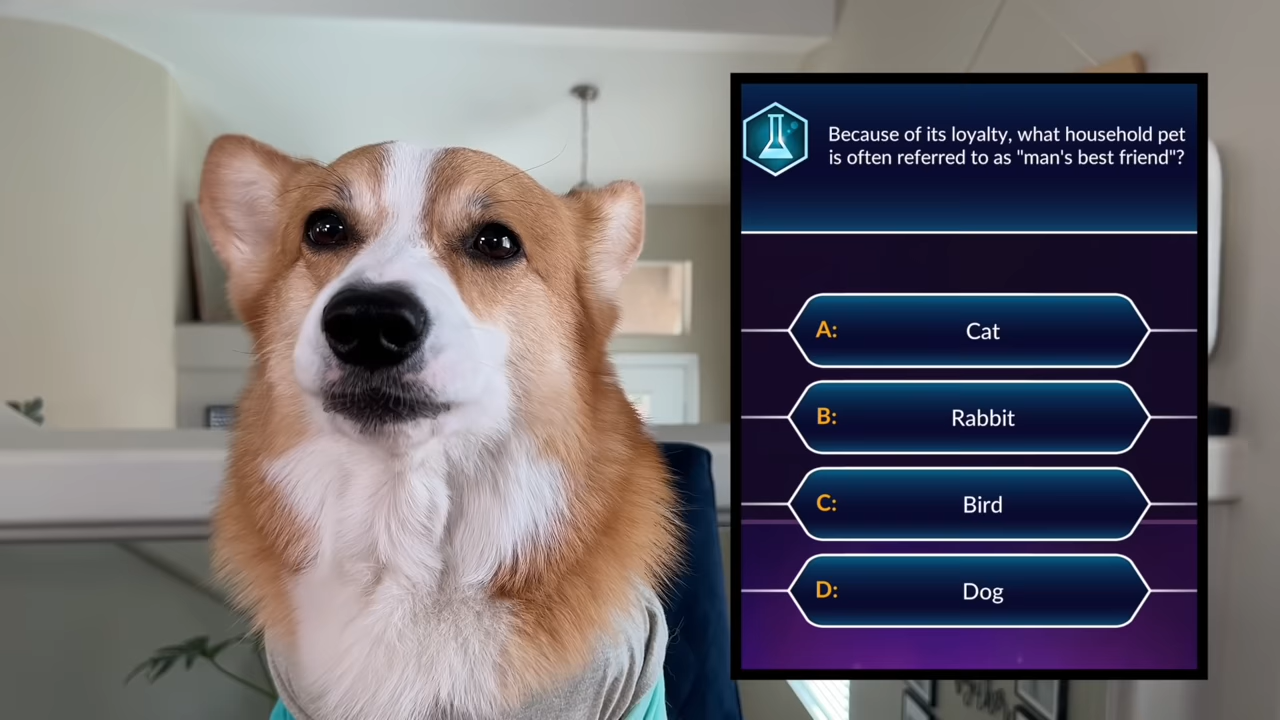 Because of its loyalty, what household pet
is often referred to as "man's best friend"?
A: Cat
B: Rabbit
C: Bird
D: Dog